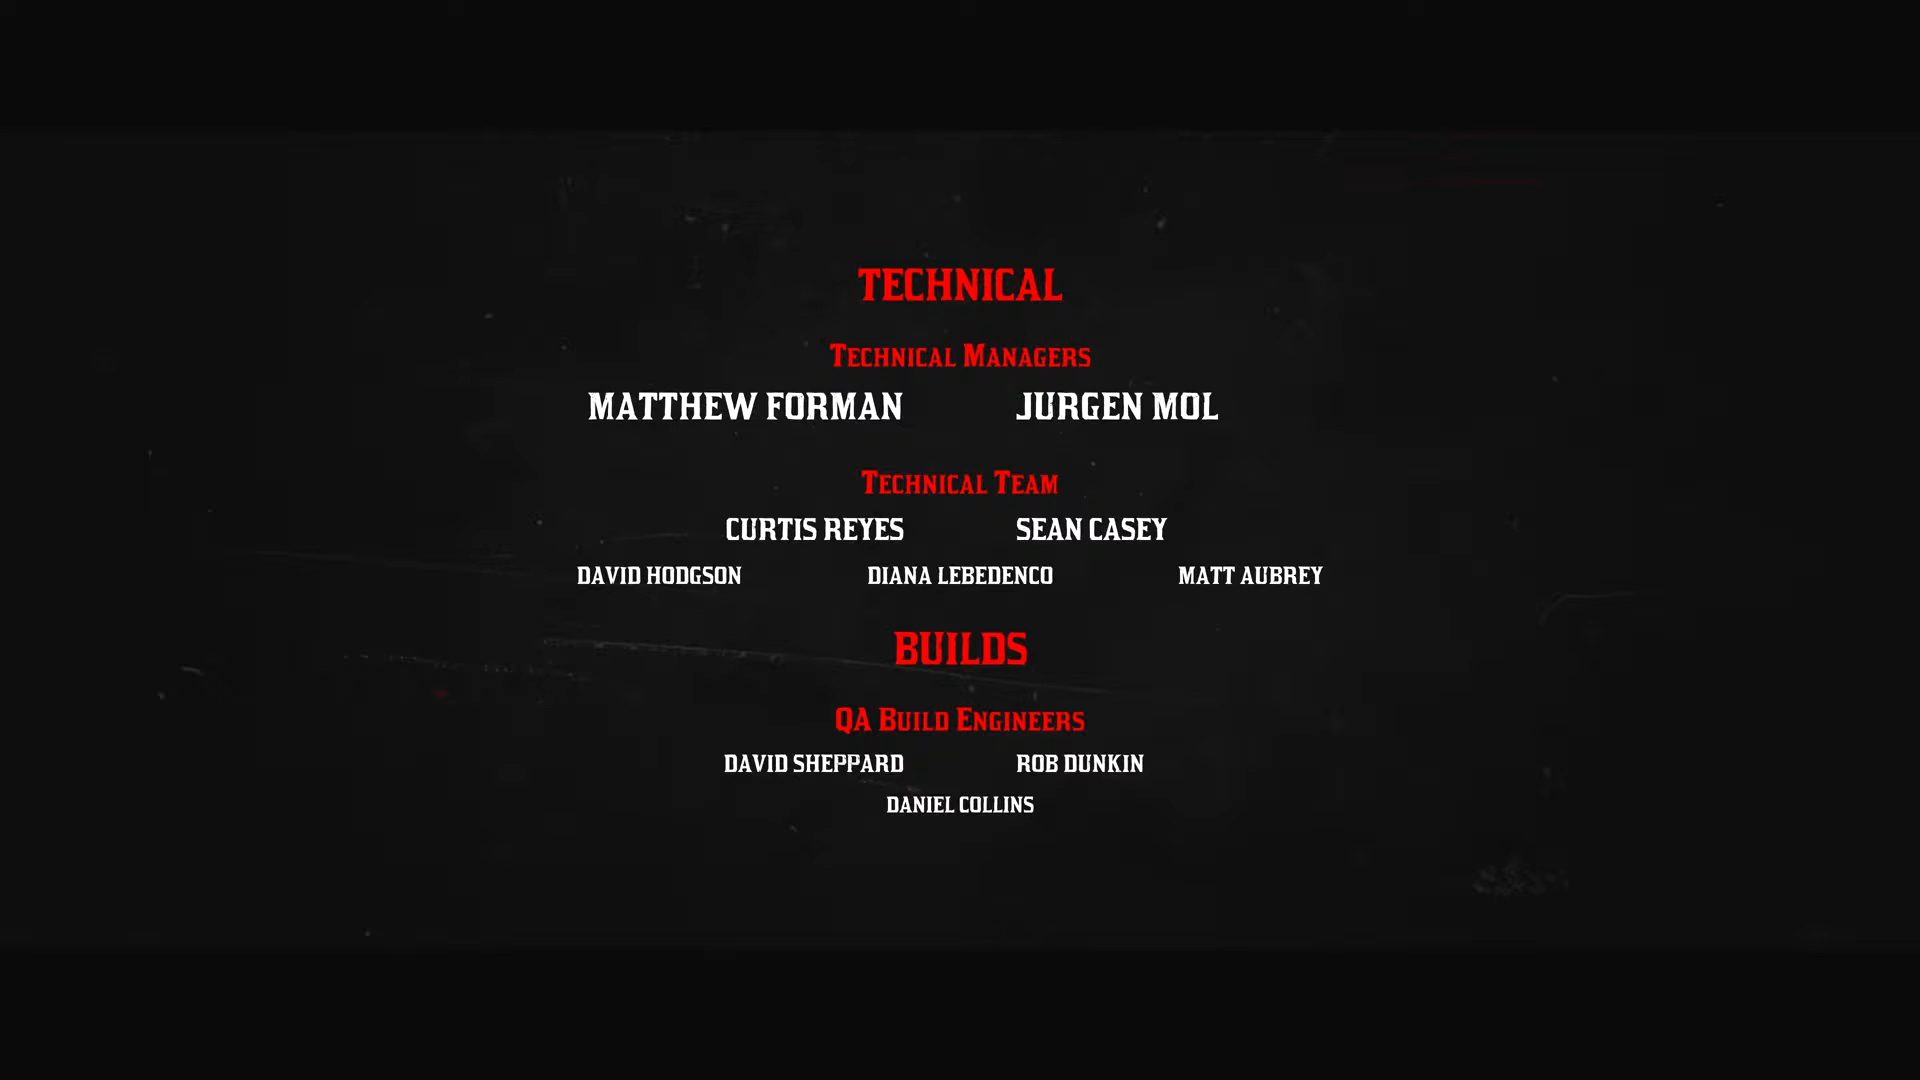 TECHNICAL
TECHNICAL MANAGERS
MATTHEW FORMAN JURGEN MOL
TECHNICAL TEAM
CURTIS REYES SEAN CASEY
DAVID HODGSON DIANA LEBEDENCO MATT AUBREY
BUILDS
QA BUILD ENGINEERS
DAVID SHEPPARD ROB DUNKIN
DANIEL COLLINS